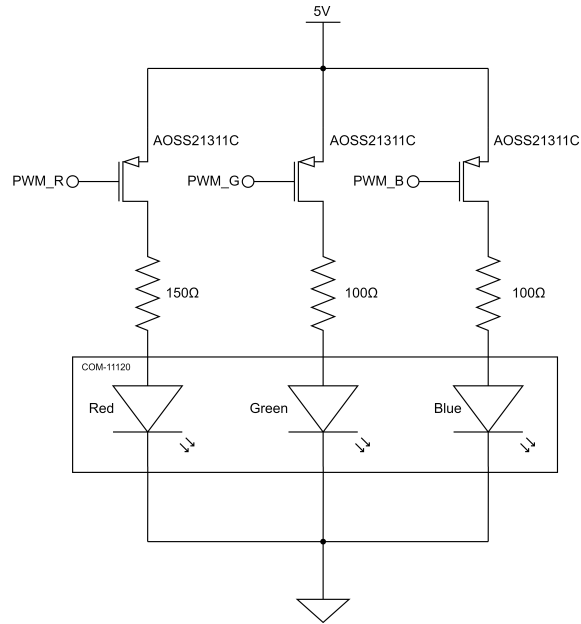 5V
AOSS21311C
AOSS21311C
AOSS21311C
PWM_R
PWM_G
PWM_B
150Ω
100Ω
100Ω
COM-11120
Red
Green
Blue